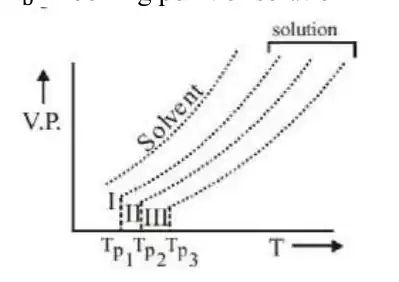 solution
V.P.
Solvent
I II III
Tp1 Tp2 Tp3 T